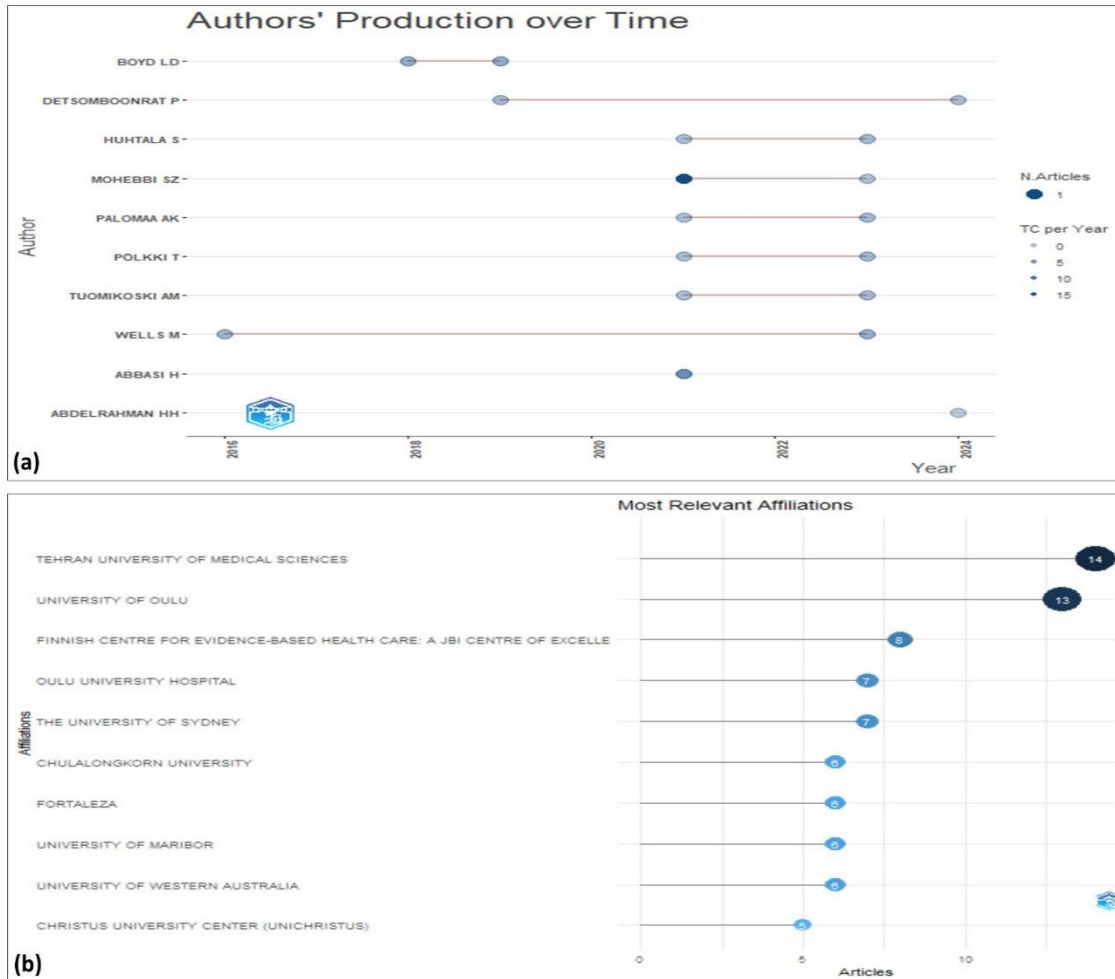 Authors' Production over Time
BOYD LD
DETSOMBOONRAT P
HUHTALA S
MOHEBBI SZ
PALOMAA AK
PÖLKKI T
TUOMIKOSKI AM
WELLS M
ABBASI H
ABDELRAHMAN HH
Author
N.Articles
1
TC per Year
0
5
10
15
2016
2018
2020
2022
2024
Year
(a)
Most Relevant Affiliations
TEHRAN UNIVERSITY OF MEDICAL SCIENCES
14
UNIVERSITY OF OULU
13
FINNISH CENTRE FOR EVIDENCE-BASED HEALTH CARE: A JBI CENTRE OF EXCELLE
8
OULU UNIVERSITY HOSPITAL
7
THE UNIVERSITY OF SYDNEY
7
CHULALONGKORN UNIVERSITY
6
FORTALEZA
6
UNIVERSITY OF MARIBOR
6
UNIVERSITY OF WESTERN AUSTRALIA
6
CHRISTUS UNIVERSITY CENTER (UNICHRISTUS)
5
Affiliations
0
5
10
Articles
(b)